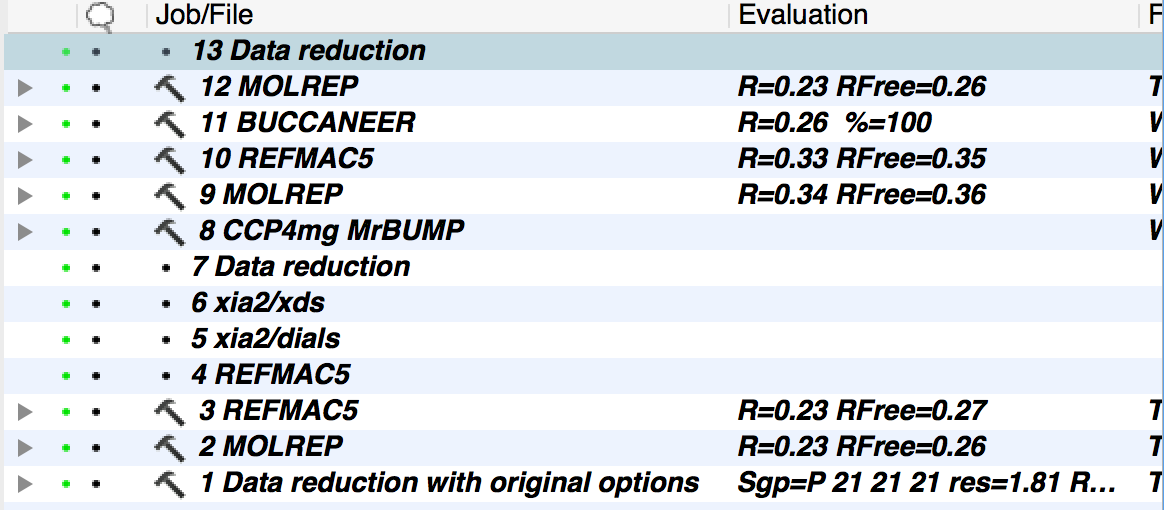 Job/File Evaluation F
13 Data reduction
12 MOLREP R=0.23 RFree=0.26 T
11 BUCCANEER R=0.26 %=100
10 REFMAC5 R=0.33 RFree=0.35
9 MOLREP R=0.34 RFree=0.36
8 CCP4mg MrBUMP
7 Data reduction
6 xia2/xds
5 xia2/dials
4 REFMAC5
3 REFMAC5 R=0.23 RFree=0.27 T
2 MOLREP R=0.23 RFree=0.26 T
1 Data reduction with original options Sgp=P 21 21 21 res=1.81 R... T